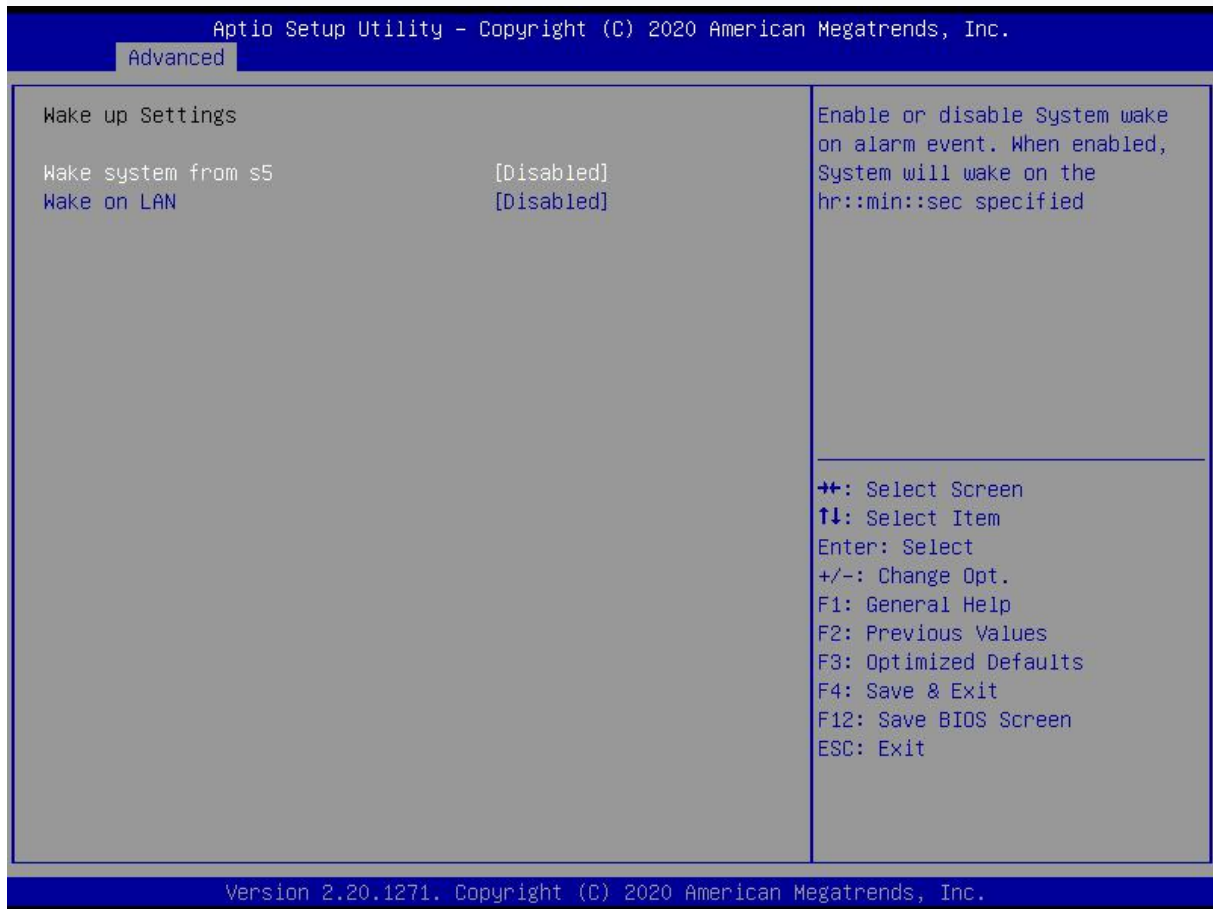 Aptio Setup Utility – Copyright (C) 2020 American Megatrends, Inc.
Advanced
Wake up Settings
Wake system from s5 [Disabled]
Wake on LAN [Disabled]
Enable or disable System wake
on alarm event. When enabled,
System will wake on the
hr::min::sec specified
→←: Select Screen
↑↓: Select Item
Enter: Select
+/-: Change Opt.
F1: General Help
F2: Previous Values
F3: Optimized Defaults
F4: Save & Exit
F12: Save BIOS Screen
ESC: Exit
Version 2.20.1271. Copyright (C) 2020 American Megatrends, Inc.